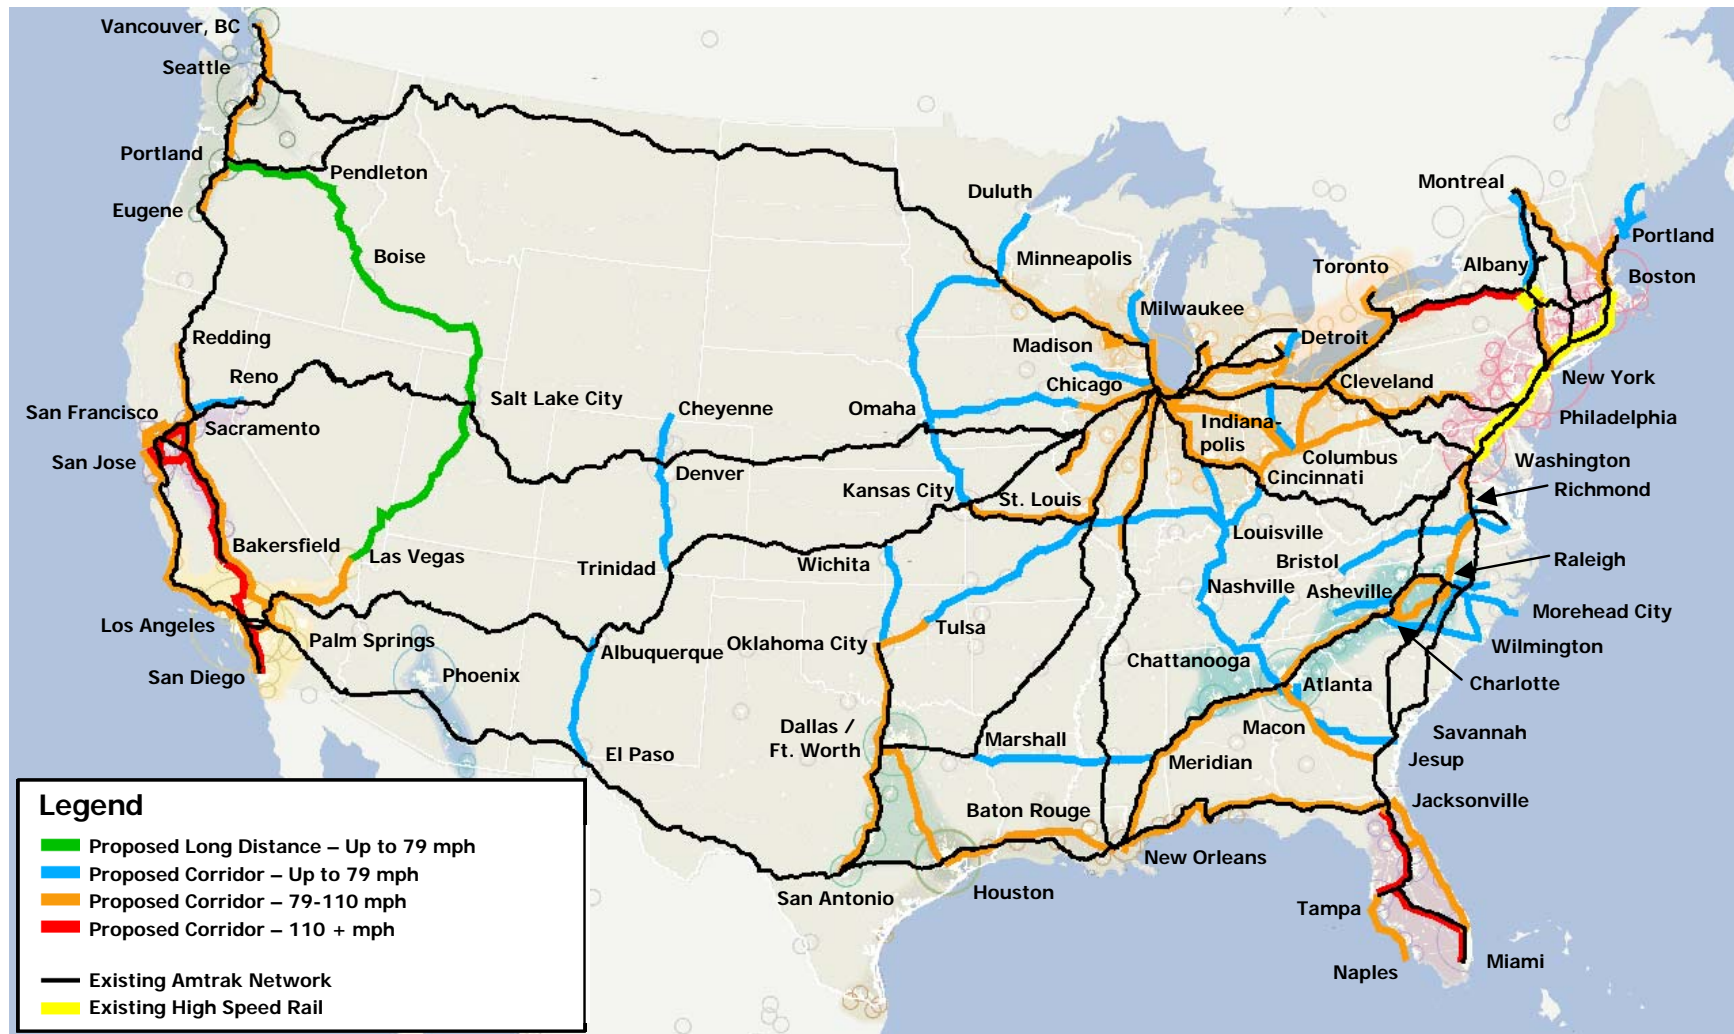 Vancouver, BC
Seattle
Portland
Pendleton
Eugene
Boise
Redding
Reno
San Francisco
Sacramento
San Jose
Salt Lake City
Cheyenne
Denver
Bakersfield
Las Vegas
Trinidad
Los Angeles
Palm Springs
San Diego
Phoenix
Albuquerque
El Paso
Duluth
Minneapolis
Milwaukee
Madison
Chicago
Omaha
Kansas City
St. Louis
Wichita
Oklahoma City
Tulsa
Dallas /
Ft. Worth
Marshall
Meridian
Baton Rouge
New Orleans
San Antonio
Houston
Montreal
Toronto
Albany
Portland
Boston
Detroit
Cleveland
New York
Philadelphia
Indiana-
polis
Columbus
Cincinnati
Washington
Richmond
Louisville
Bristol
Raleigh
Nashville
Asheville
Morehead City
Wilmington
Chattanooga
Charlotte
Atlanta
Macon
Savannah
Jesup
Jacksonville
Tampa
Naples
Miami
Legend
Proposed Long Distance – Up to 79 mph
Proposed Corridor – Up to 79 mph
Proposed Corridor – 79-110 mph
Proposed Corridor – 110 + mph
Existing Amtrak Network
Existing High Speed Rail